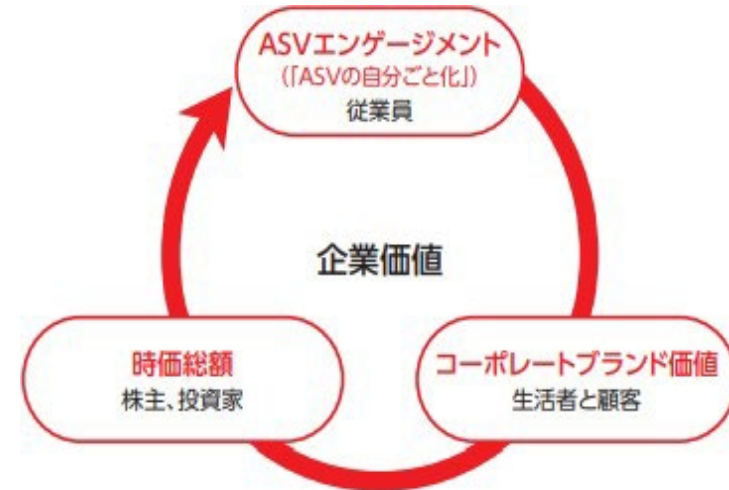 ASVエンゲージメント
(「ASVの自分ごと化」)
従業員
企業価値
時価総額
株主、投資家
コーポレートブランド価値
生活者と顧客